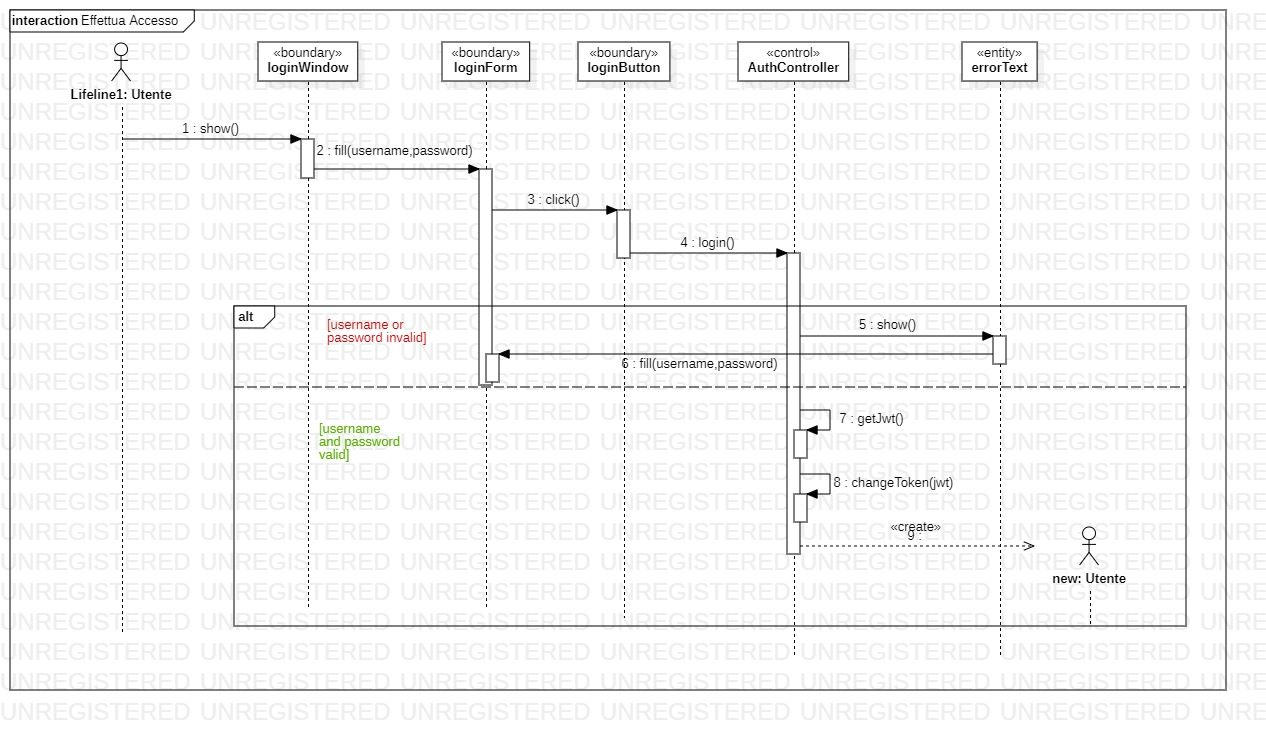 interaction Effettua Accesso
«boundary»
loginWindow
«boundary»
loginForm
«boundary»
loginButton
«control»
AuthController
«entity»
errorText
Lifeline1: Utente
1 : show()
2 : fill(username,password)
3 : click()
4 : login()
alt
[username or
password invalid]
5 : show()
6 : fill(username,password)
[username
and password
valid]
7 : getJwt()
8 : changeToken(jwt)
«create»
9 :
new: Utente
UNREGISTERED